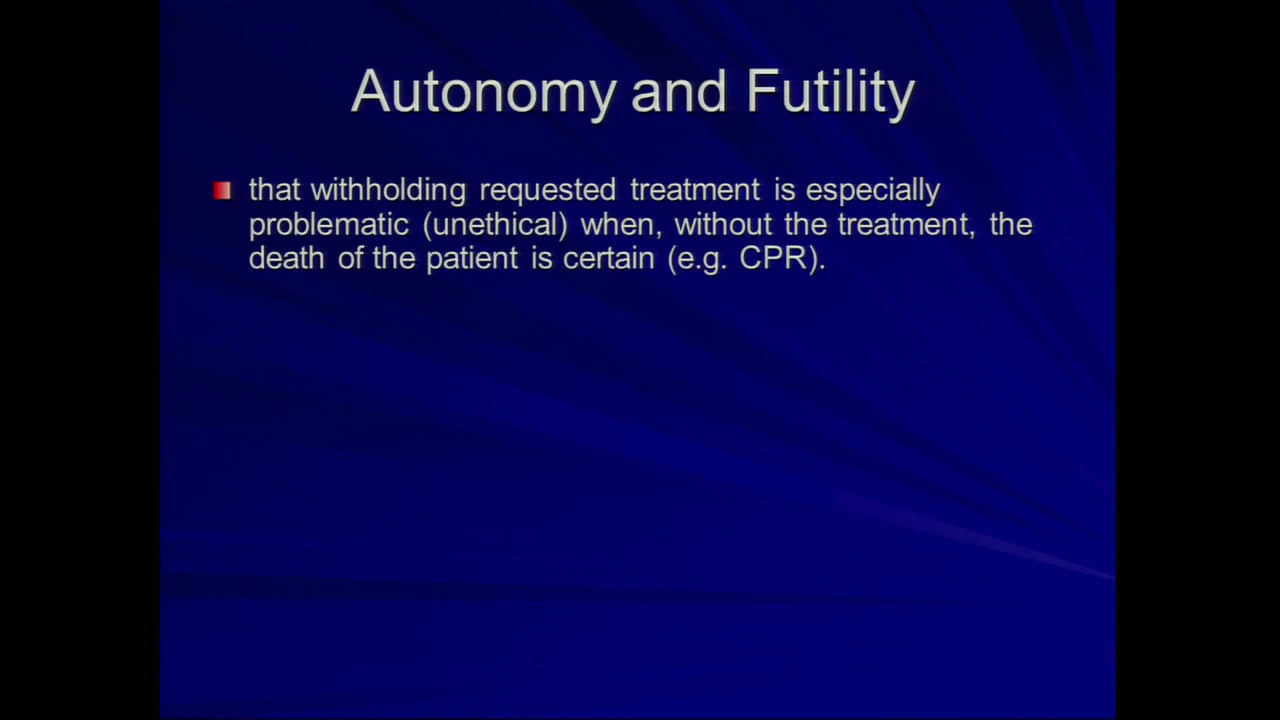 Autonomy and Futility
that withholding requested treatment is especially
problematic (unethical) when, without the treatment, the
death of the patient is certain (e.g. CPR).